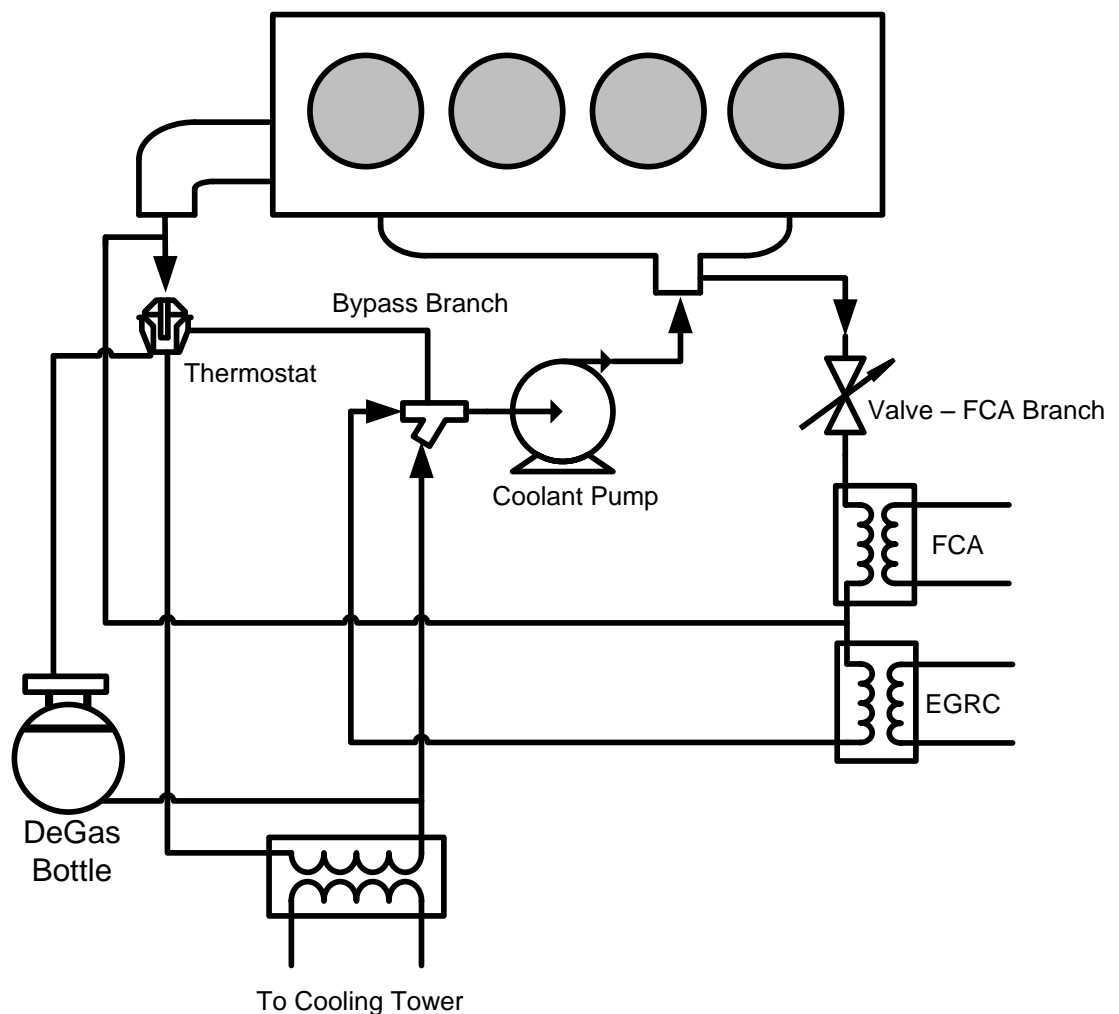 Bypass Branch
Thermostat
Valve – FCA Branch
Coolant Pump
FCA
EGRC
DeGas
Bottle
To Cooling Tower